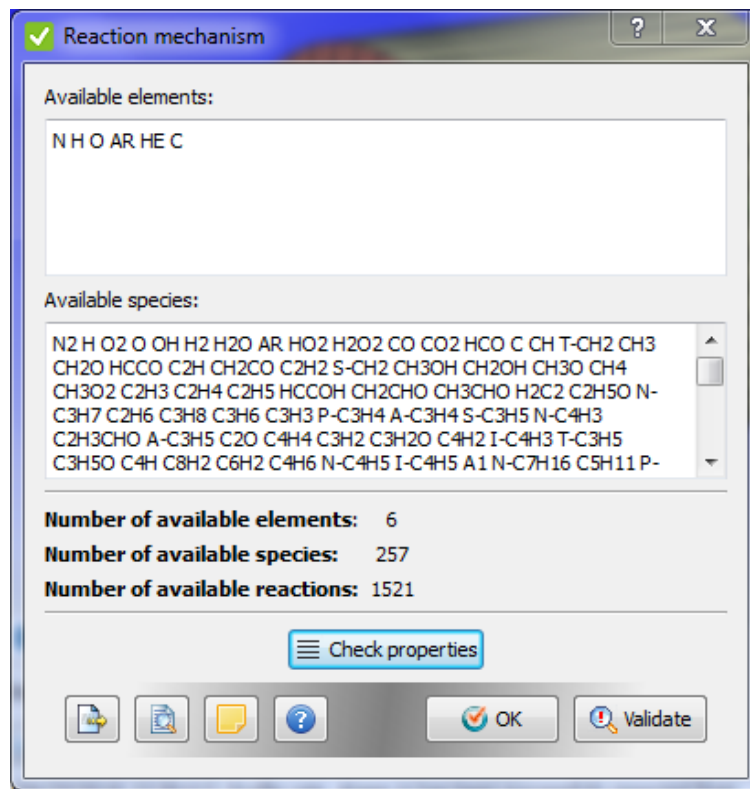 Reaction mechanism
Available elements:
N H O AR HE C
Available species:
N2 H O2 O OH H2 H2O AR HO2 H2O2 CO CO2 HCO C CH T-CH2 CH3
CH2O HCCO C2H CH2CO C2H2 S-CH2 CH3OH CH2OH CH3O CH4
CH3O2 C2H3 C2H4 C2H5 HCCOH CH2CHO CH3CHO H2C2 C2H5O N-
C3H7 C2H6 C3H8 C3H6 C3H3 P-C3H4 A-C3H4 S-C3H5 N-C4H3
C2H3CHO A-C3H5 C2O C4H4 C3H2 C3H2O C4H2 I-C4H3 T-C3H5
C3H5O C4H C8H2 C6H2 C4H6 N-C4H5 I-C4H5 A1 N-C7H16 C5H11 P-
Number of available elements: 6
Number of available species: 257
Number of available reactions: 1521
Check properties
OK
Validate